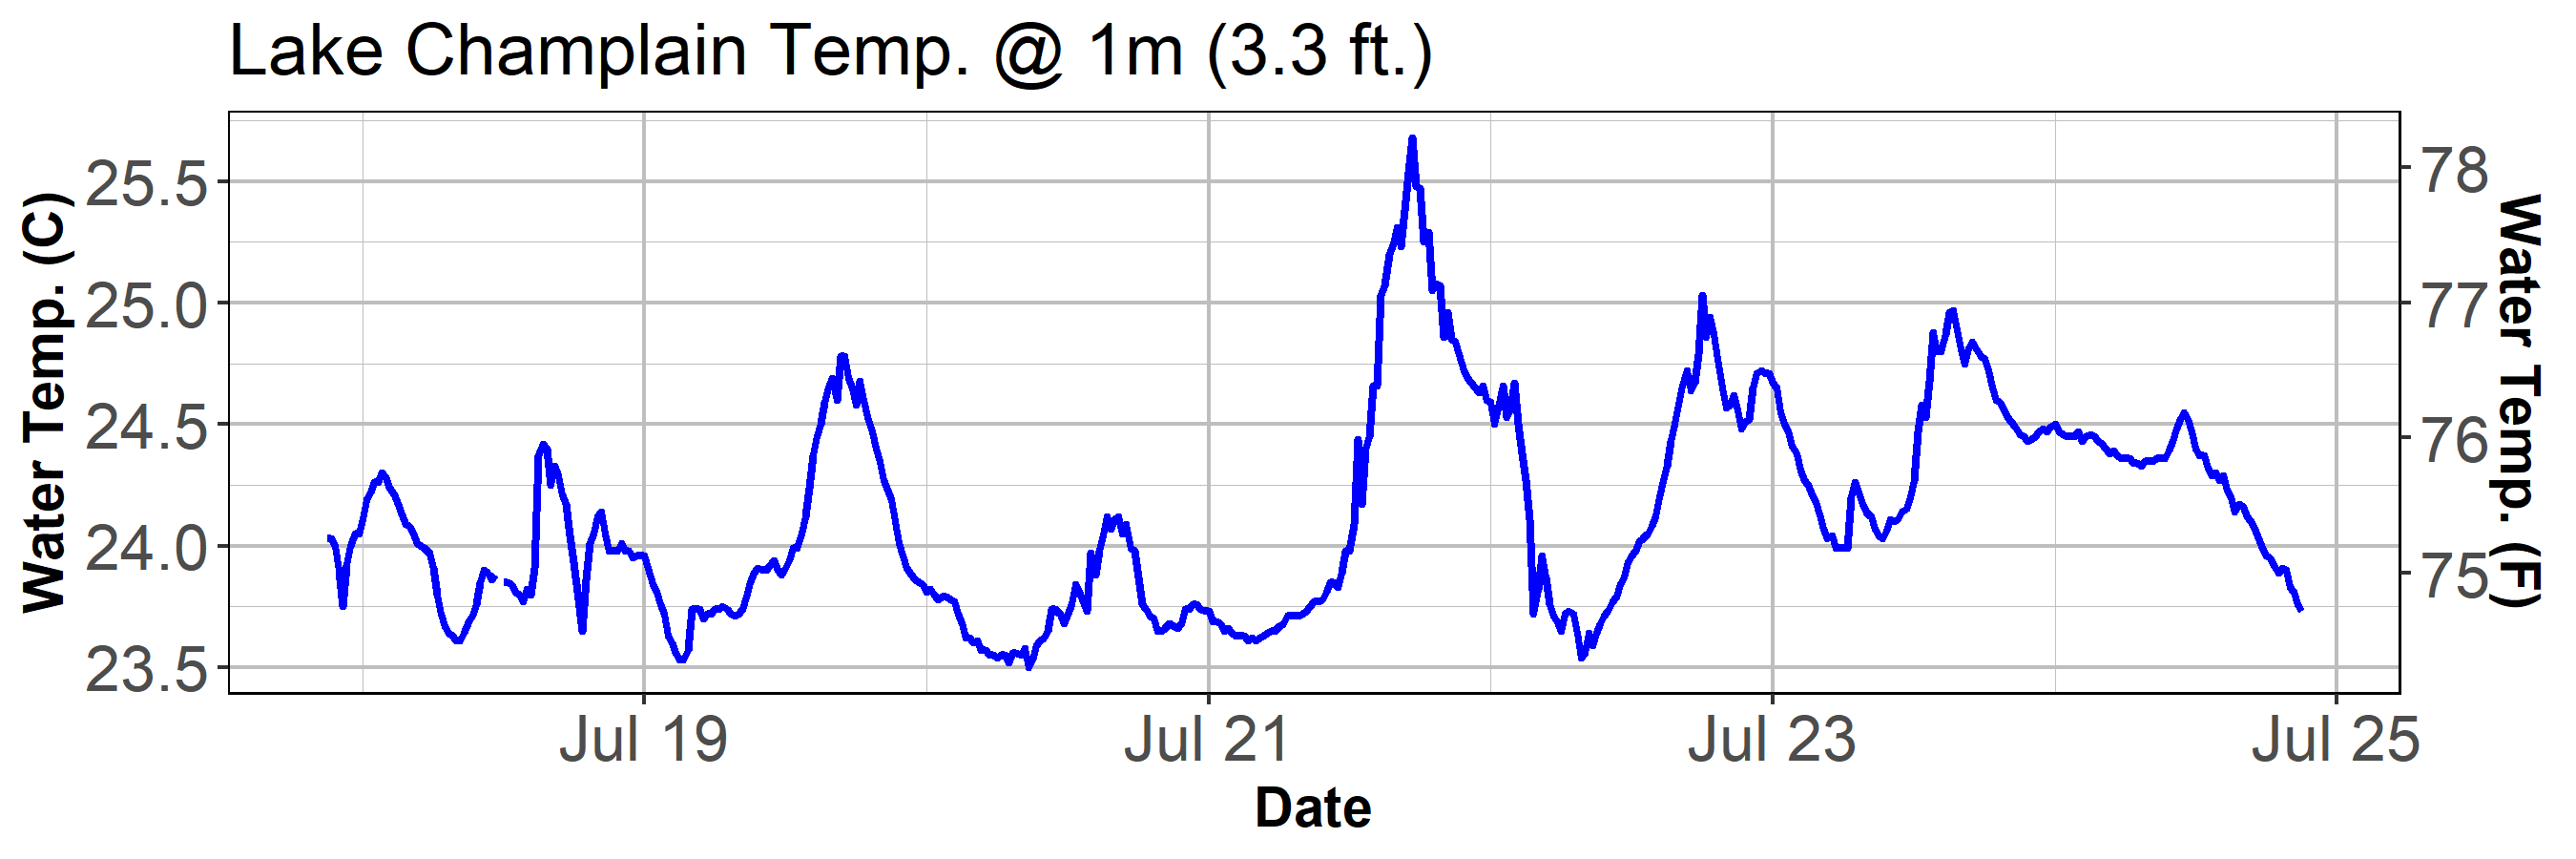 Lake Champlain Temp. @ 1m (3.3 ft.)
Water Temp. (C)
25.5
25.0
24.5
24.0
23.5
78
77
76
75
Water Temp. (F)
Jul 19
Jul 21
Jul 23
Jul 25
Date